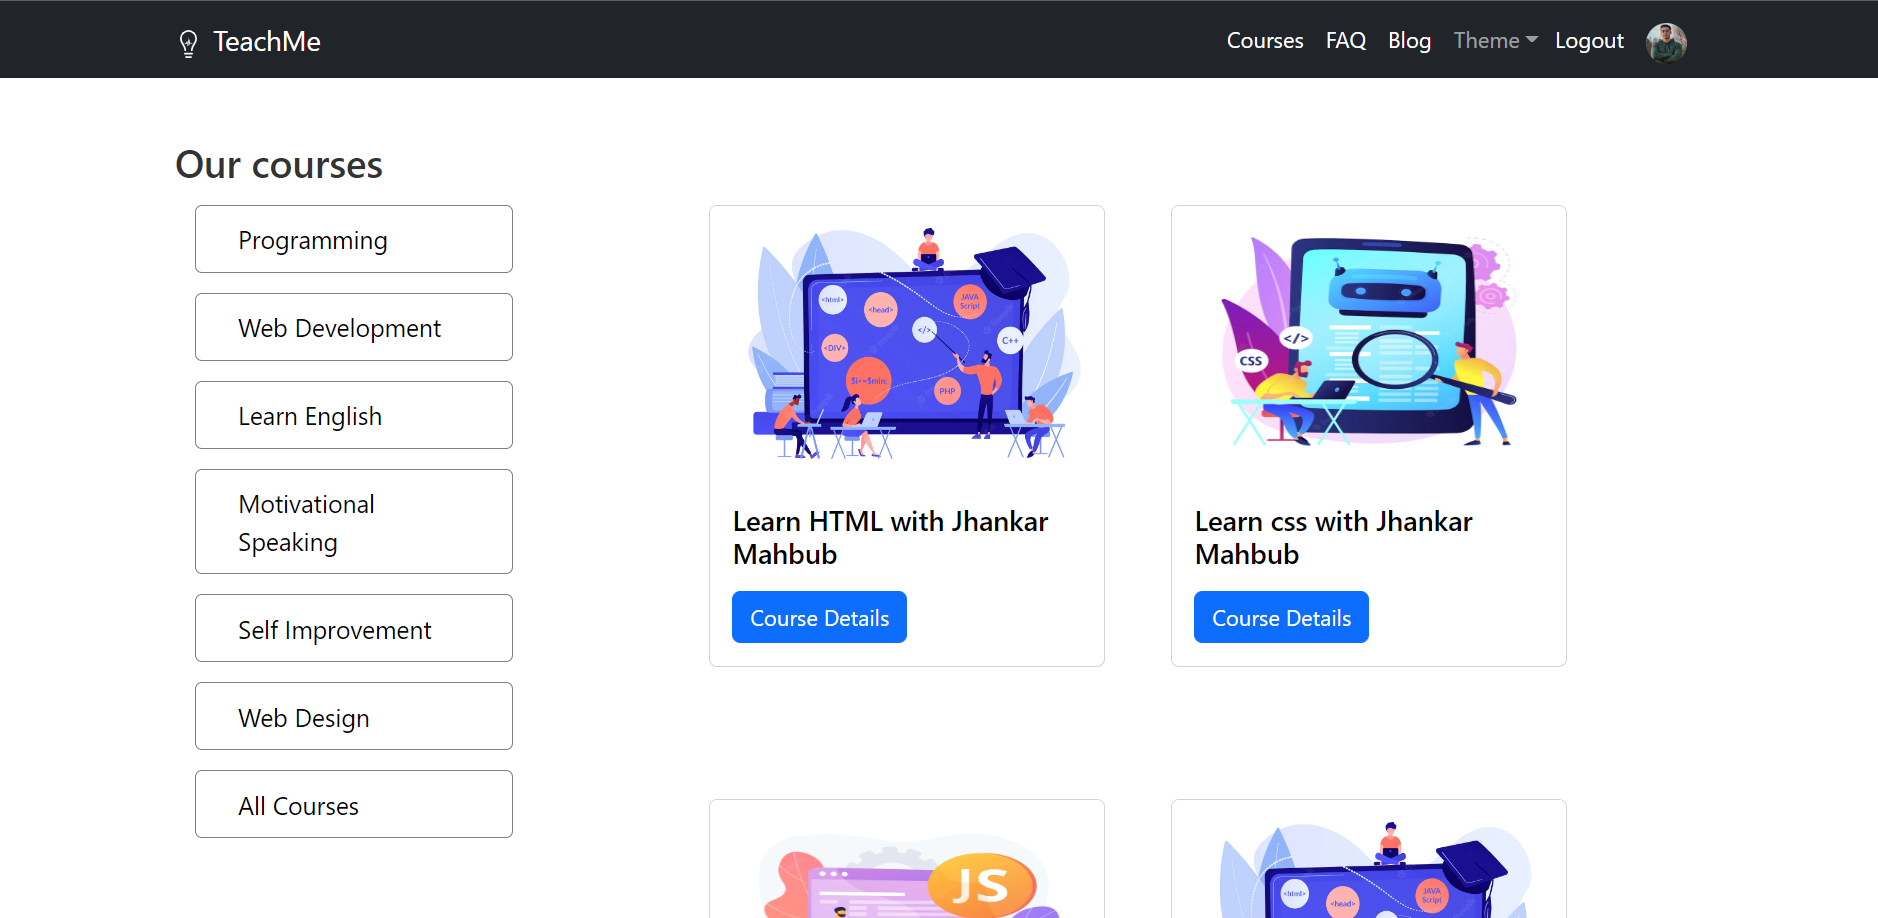 TeachMe
Courses
FAQ
Blog
Theme
Logout
Our courses
Programming
Web Development
Learn English
Motivational
Speaking
Self Improvement
Web Design
All Courses
<html>
<head>
JAVA
Script
</>
C++
<DIV>
$i<~$min;
PHP
Learn HTML with Jhankar
Mahbub
Course Details
</>
CSS
Learn css with Jhankar
Mahbub
Course Details
JS
<html>
<head>
JAVA
Script